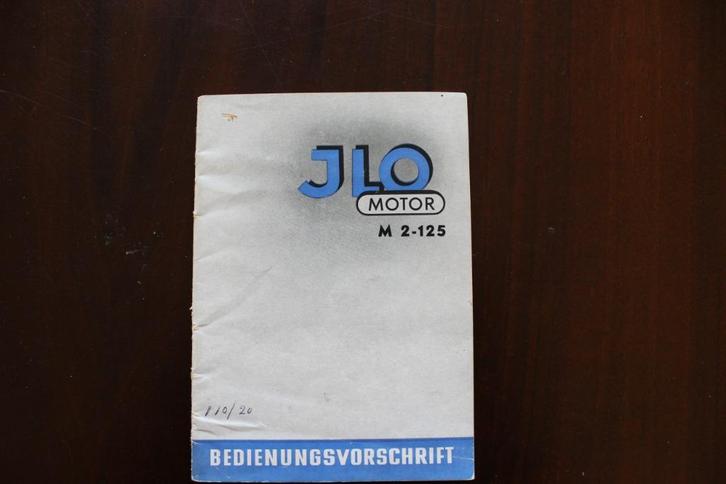 JLO
MOTOR
M 2-125
110/20
BEDIENUNGSVORSCHRIFT